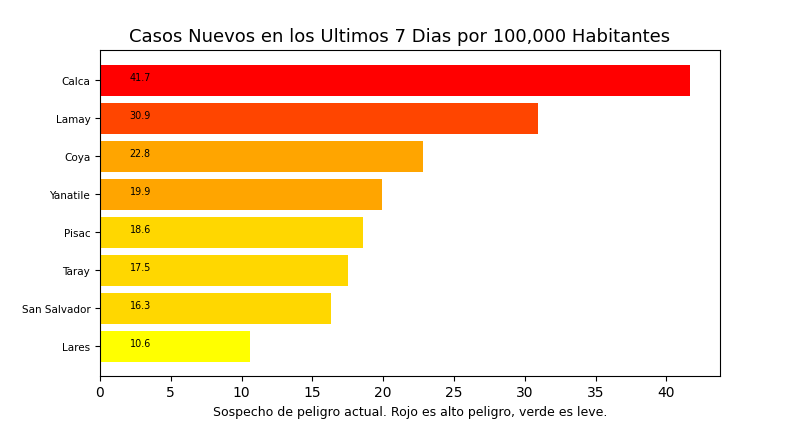 Casos Nuevos en los Ultimos 7 Dias por 100,000 Habitantes
Calca 41.7
Lamay 30.9
Coya 22.8
Yanatile 19.9
Pisac 18.6
Taray 17.5
San Salvador 16.3
Lares 10.6
0 5 10 15 20 25 30 35 40
Sospecho de peligro actual. Rojo es alto peligro, verde es leve.